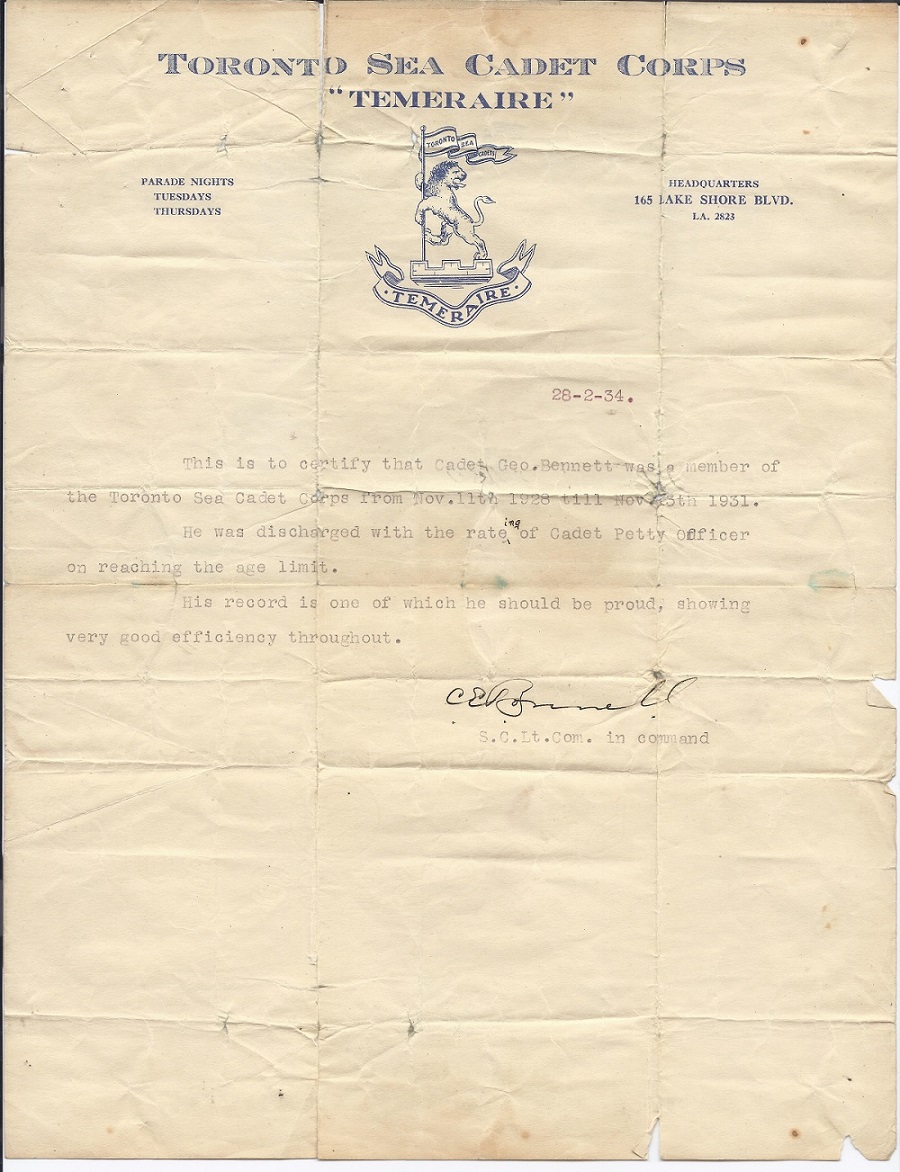 TORONTO SEA CADET CORPS
"TEMERAIRE"
TORONTO SEA CADETS
PARADE NIGHTS
TUESDAYS
THURSDAYS
HEADQUARTERS
165 LAKE SHORE BLVD.
LA. 2823
· TEMERAIRE ·
28-2-34.
This is to certify that Cadet Geo.Bennett was a member of
the Toronto Sea Cadet Corps from Nov.11th 1928 till Nov 13th 1931.
He was discharged with the rateing of Cadet Petty Officer
on reaching the age limit.
His record is one of which he should be proud, showing
very good efficiency throughout.
S.C.Lt.Com. in command